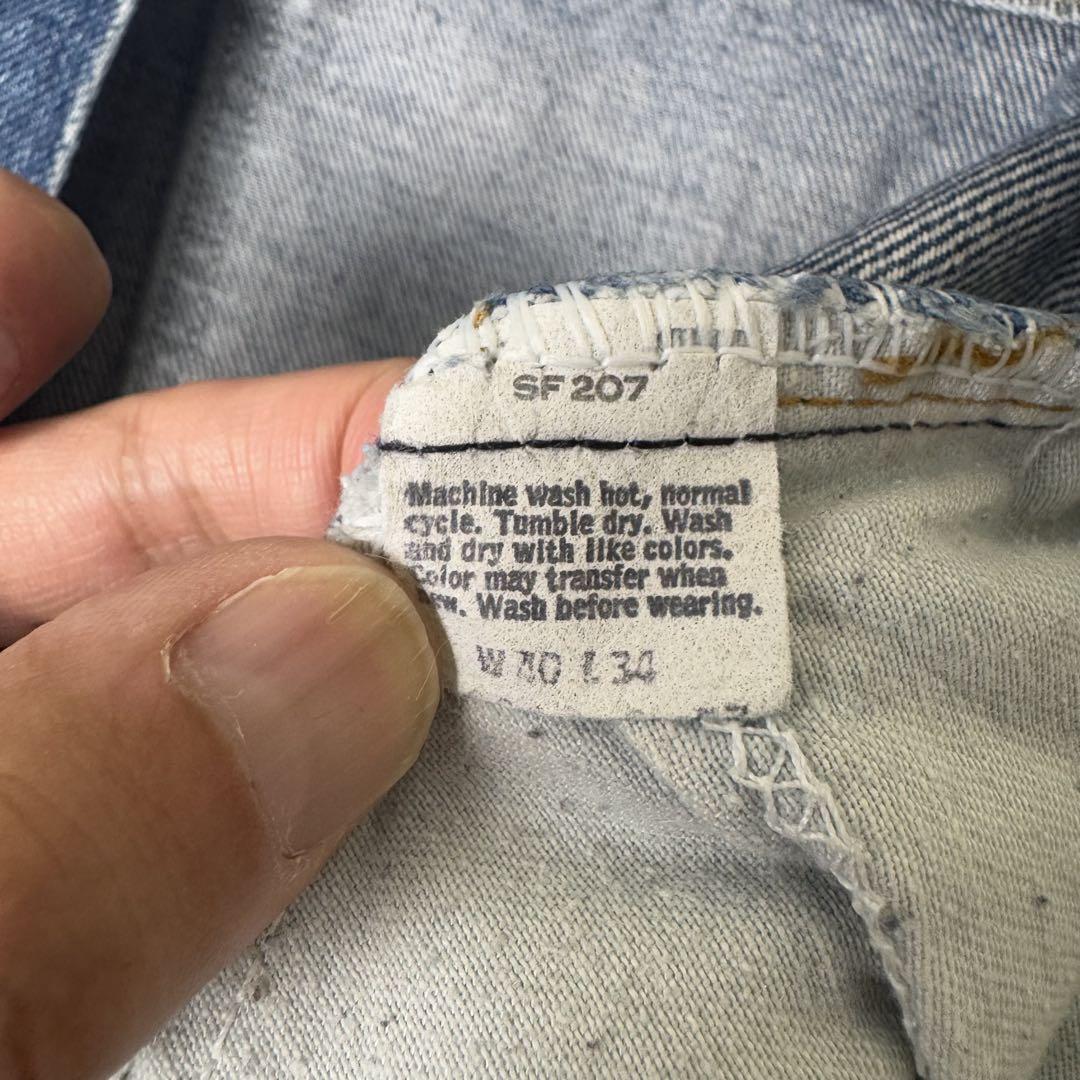 SF 207
Machine wash hot, normal
cycle. Tumble dry. Wash
and dry with like colors.
Color may transfer when
Wash before wearing.
W 40 L 34